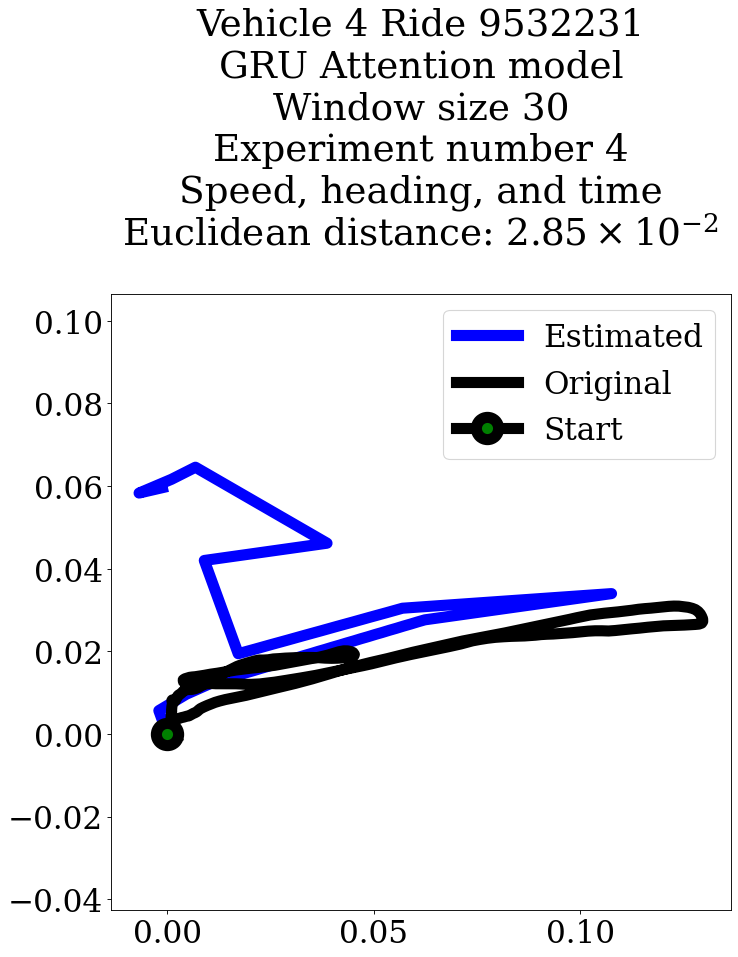 Vehicle 4 Ride 9532231
GRU Attention model
Window size 30
Experiment number 4
Speed, heading, and time
Euclidean distance: 2.85 × 10⁻²
Estimated
Original
Start
0.10
0.08
0.06
0.04
0.02
0.00
−0.02
−0.04
0.00 0.05 0.10